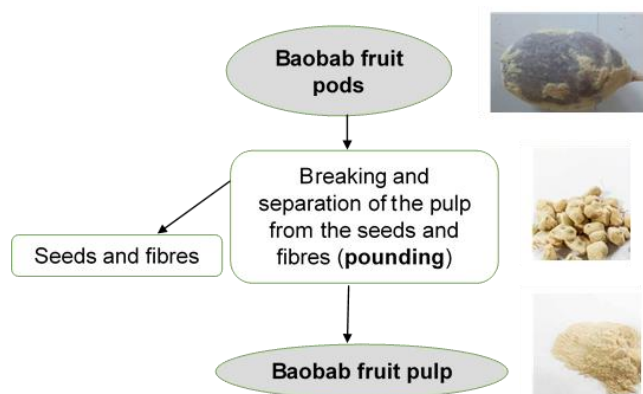 Baobab fruit
pods
Breaking and
separation of the pulp
from the seeds and
fibres (pounding)
Seeds and fibres
Baobab fruit pulp